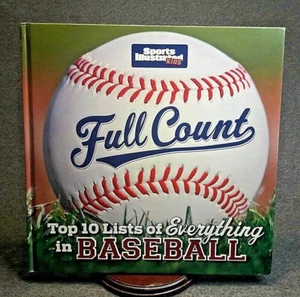 Sports
Illustrated
KIDS
Full Count
Top 10 Lists of Everything
in BASEBALL